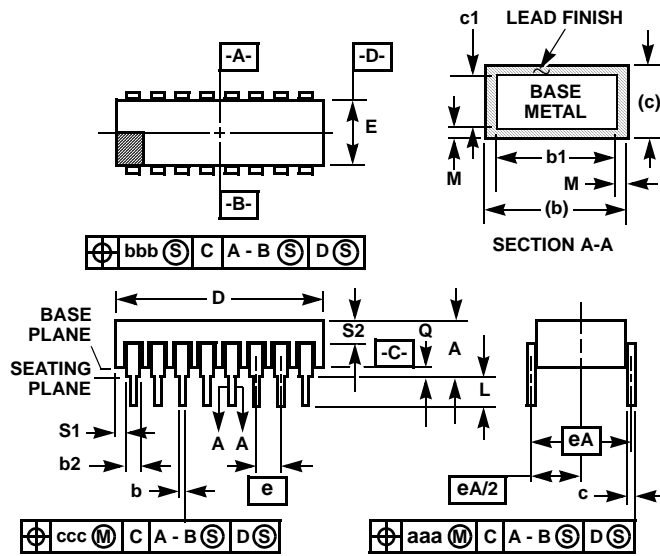 c1
LEAD FINISH
-A-
-D-
BASE
METAL
(c)
E
b1
M
M
-B-
(b)
SECTION A-A
⌖ bbb Ⓢ C A - B Ⓢ D Ⓢ
D
BASE
PLANE
S2
Q
A
-C-
SEATING
PLANE
L
S1
A A
eA
b2
e
eA/2
b
c
⌖ ccc Ⓜ C A - B Ⓢ D Ⓢ
⌖ aaa Ⓜ C A - B Ⓢ D Ⓢ